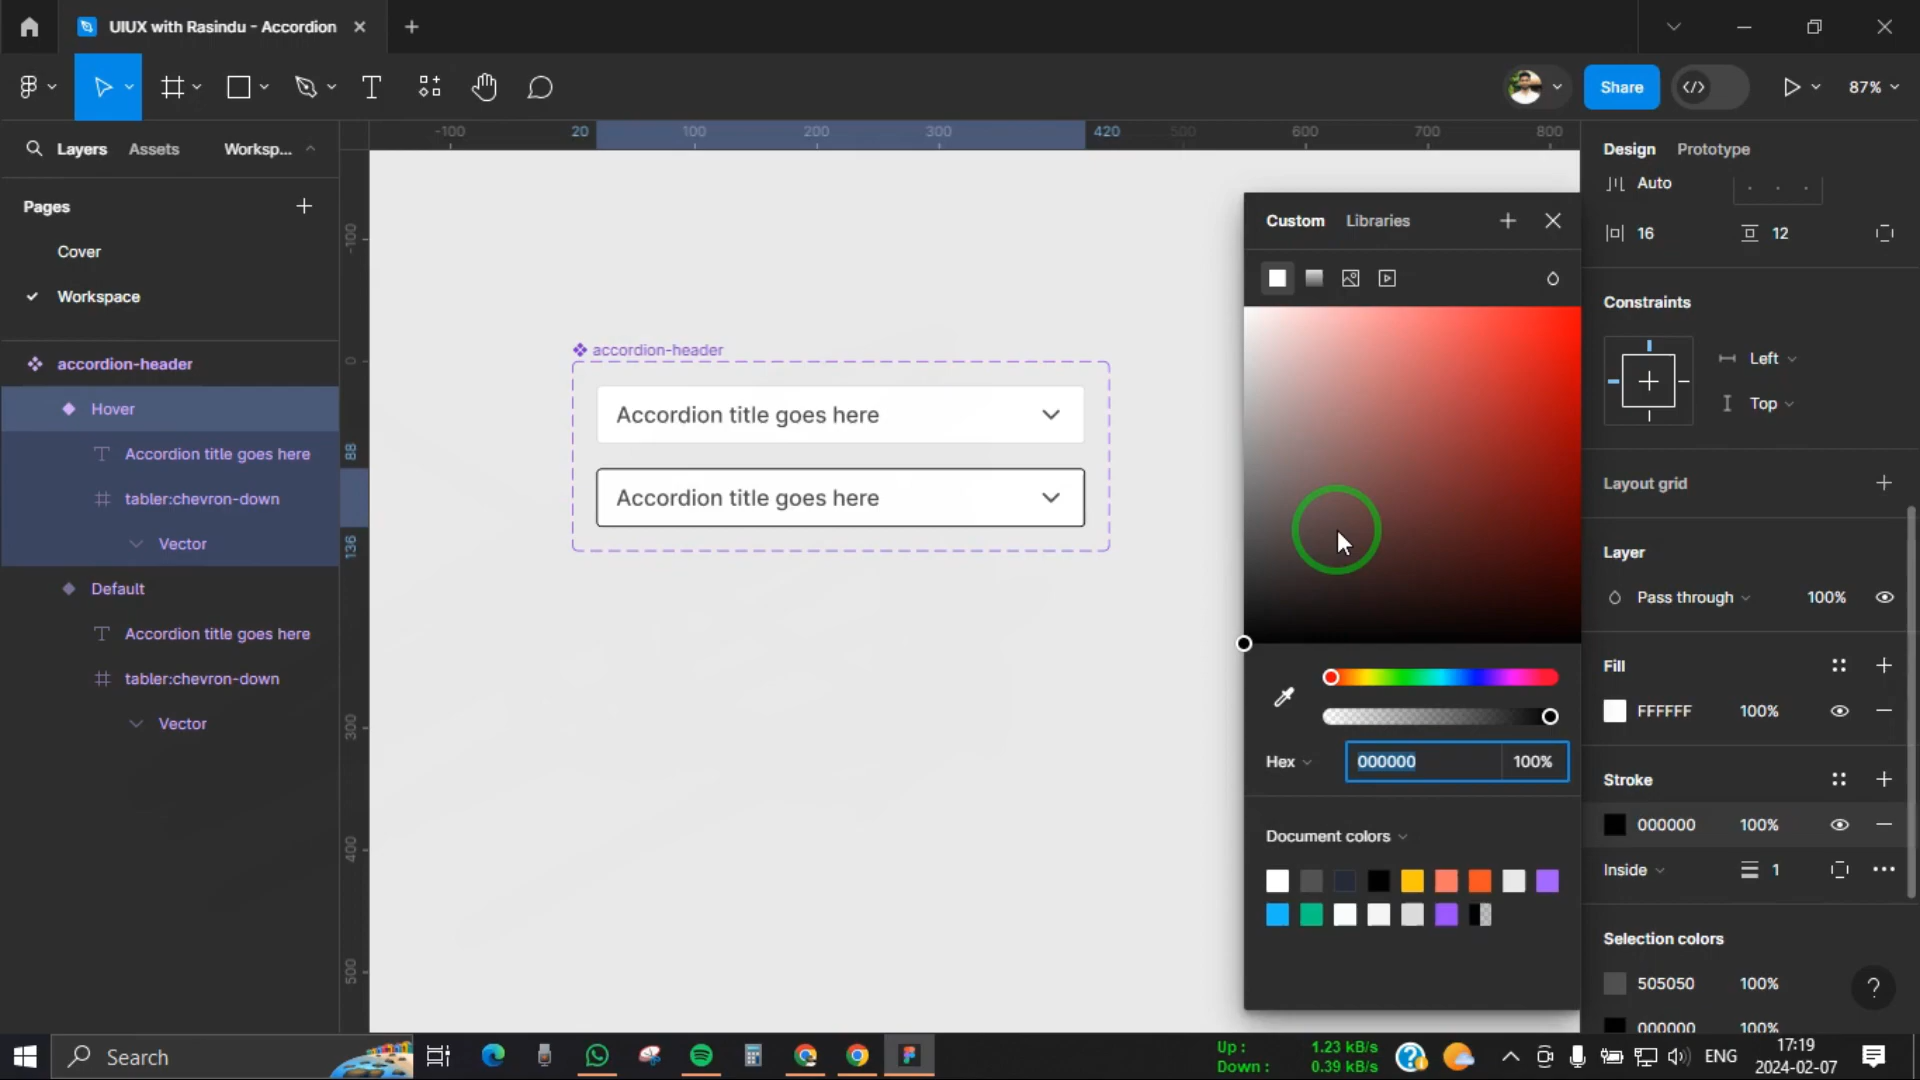 UIUX with Rasindu - Accordion
Share
87%
Layers
Assets
Worksp...
-100
20
100
200
300
420
500
600
700
800
Design
Prototype
Pages
Cover
Workspace
accordion-header
Hover
Accordion title goes here
tabler:chevron-down
Vector
Default
Accordion title goes here
tabler:chevron-down
Vector
-100
0
88
136
300
400
500
accordion-header
Accordion title goes here
Accordion title goes here
Custom
Libraries
Hex
000000
100%
Document colors
Auto
16
12
Constraints
Left
Top
Layout grid
Layer
Pass through
100%
Fill
FFFFFF
100%
Stroke
000000
100%
Inside
1
Selection colors
505050
100%
000000
100%
?
Search
Up :
1.23 kB/s
Down :
0.39 kB/s
ENG
17:19
2024-02-07